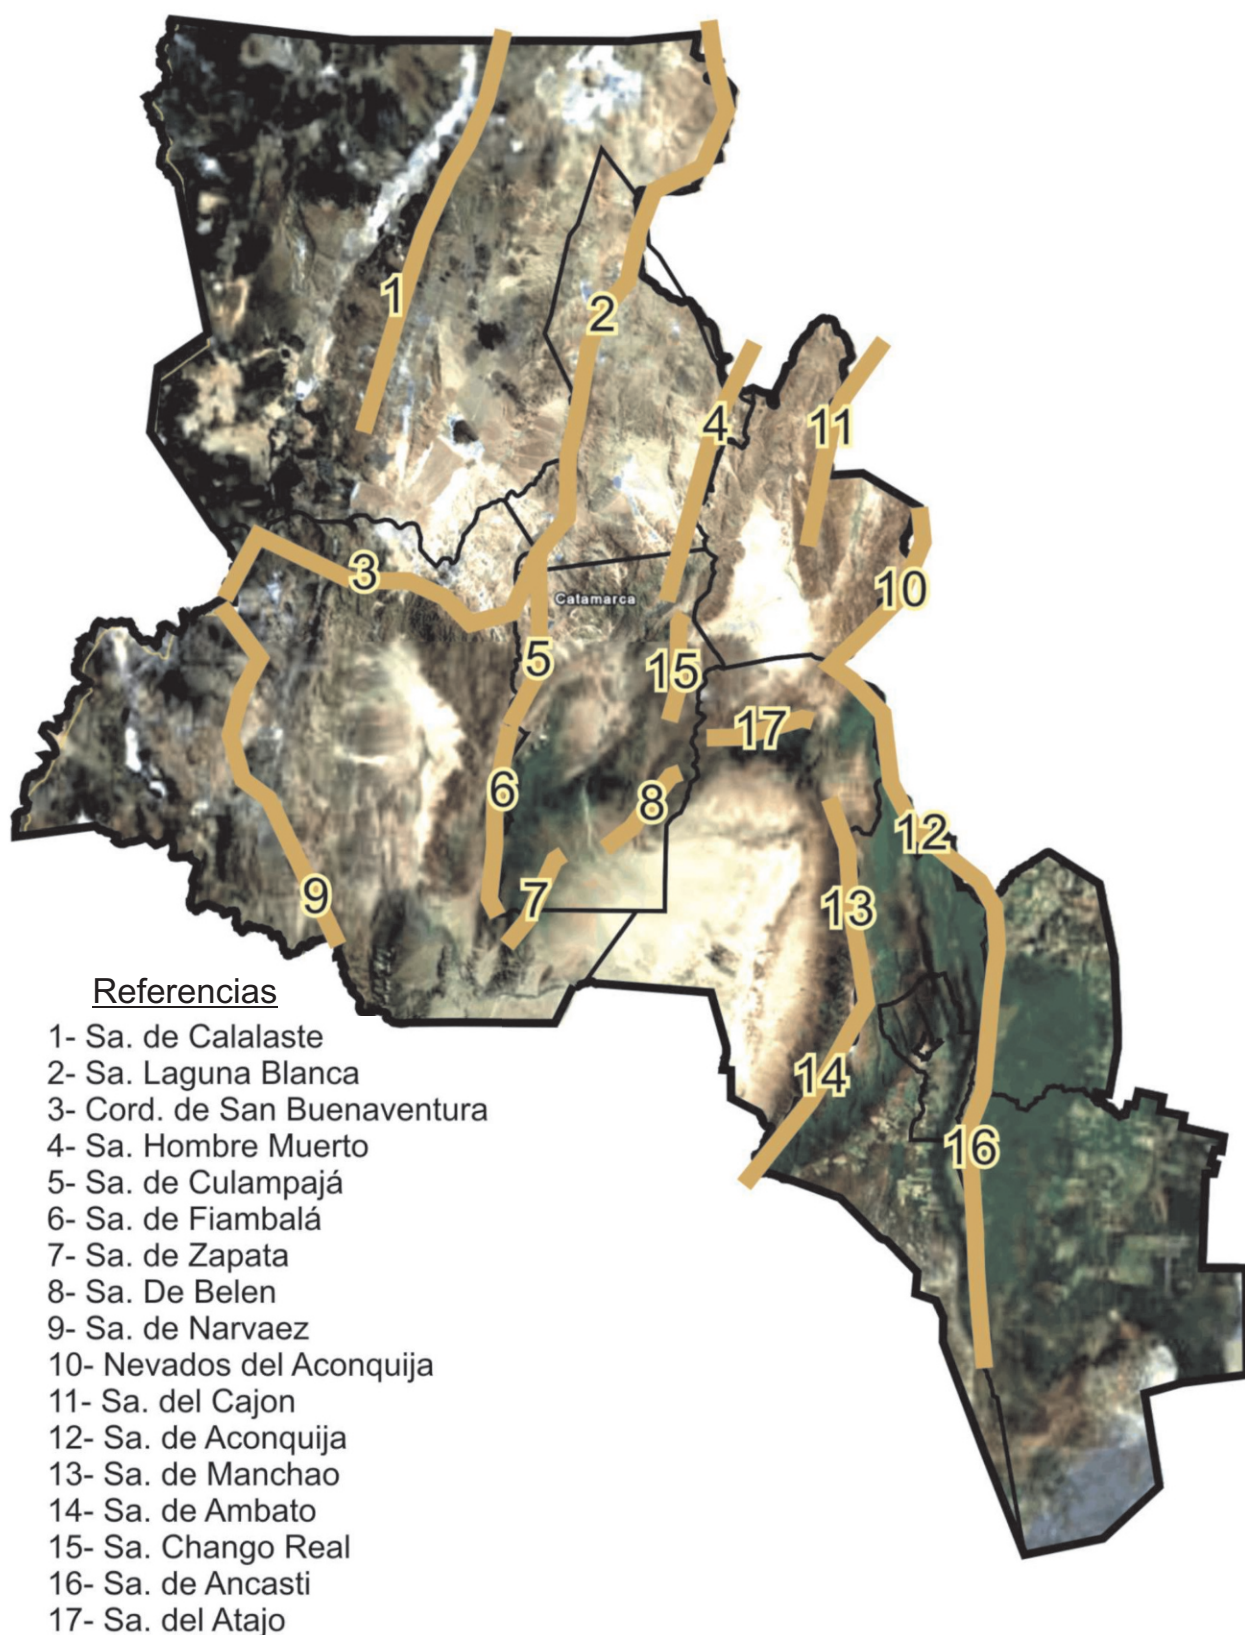 1
2
4
11
3
10
Catamarca
5
15
17
6
8
12
7
9
13
14
16
Referencias
1- Sa. de Calalaste
2- Sa. Laguna Blanca
3- Cord. de San Buenaventura
4- Sa. Hombre Muerto
5- Sa. de Culampajá
6- Sa. de Fiambalá
7- Sa. de Zapata
8- Sa. De Belen
9- Sa. de Narvaez
10- Nevados del Aconquija
11- Sa. del Cajon
12- Sa. de Aconquija
13- Sa. de Manchao
14- Sa. de Ambato
15- Sa. Chango Real
16- Sa. de Ancasti
17- Sa. del Atajo